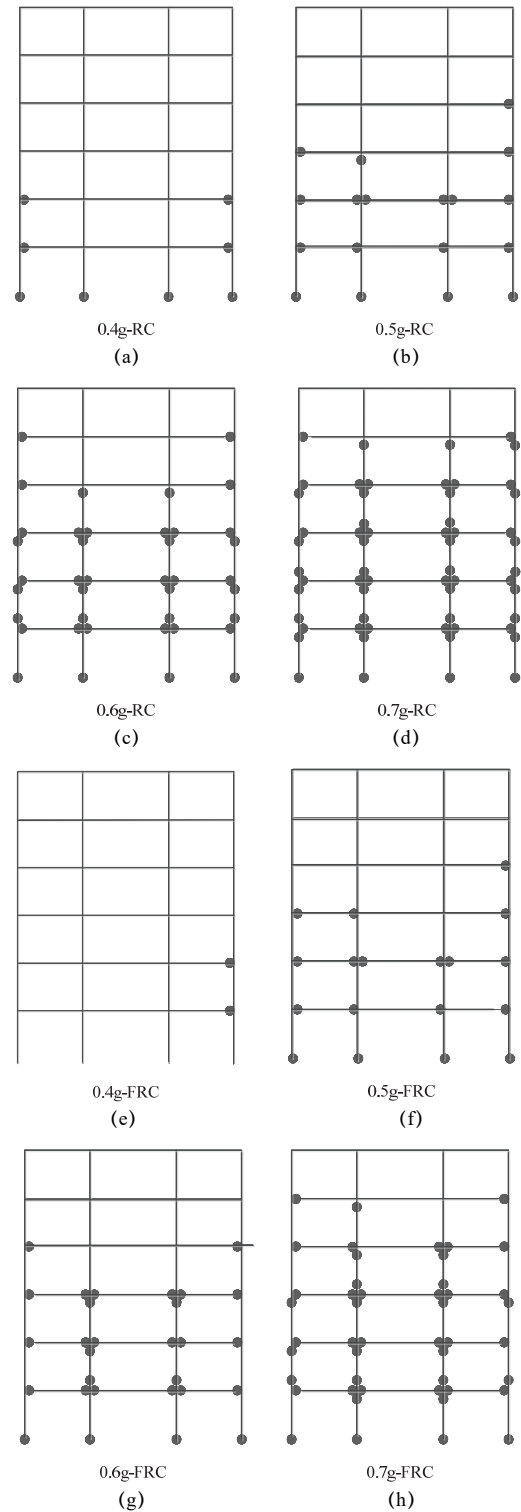 0.4g-RC
(a)
0.5g-RC
(b)
0.6g-RC
(c)
0.7g-RC
(d)
0.4g-FRC
(e)
0.5g-FRC
(f)
0.6g-FRC
(g)
0.7g-FRC
(h)